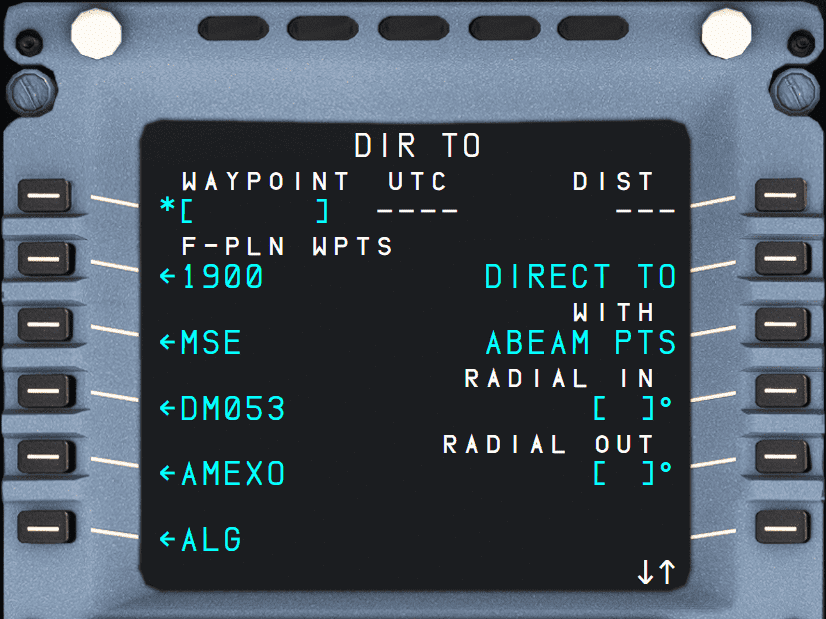 DIR TO
WAYPOINT UTC DIST
*[ ] ---- ---
F-PLN WPTS
←1900 DIRECT TO
WITH
←MSE ABEAM PTS
RADIAL IN
←DM053 [ ]°
RADIAL OUT
←AMEXO [ ]°
←ALG
↓↑